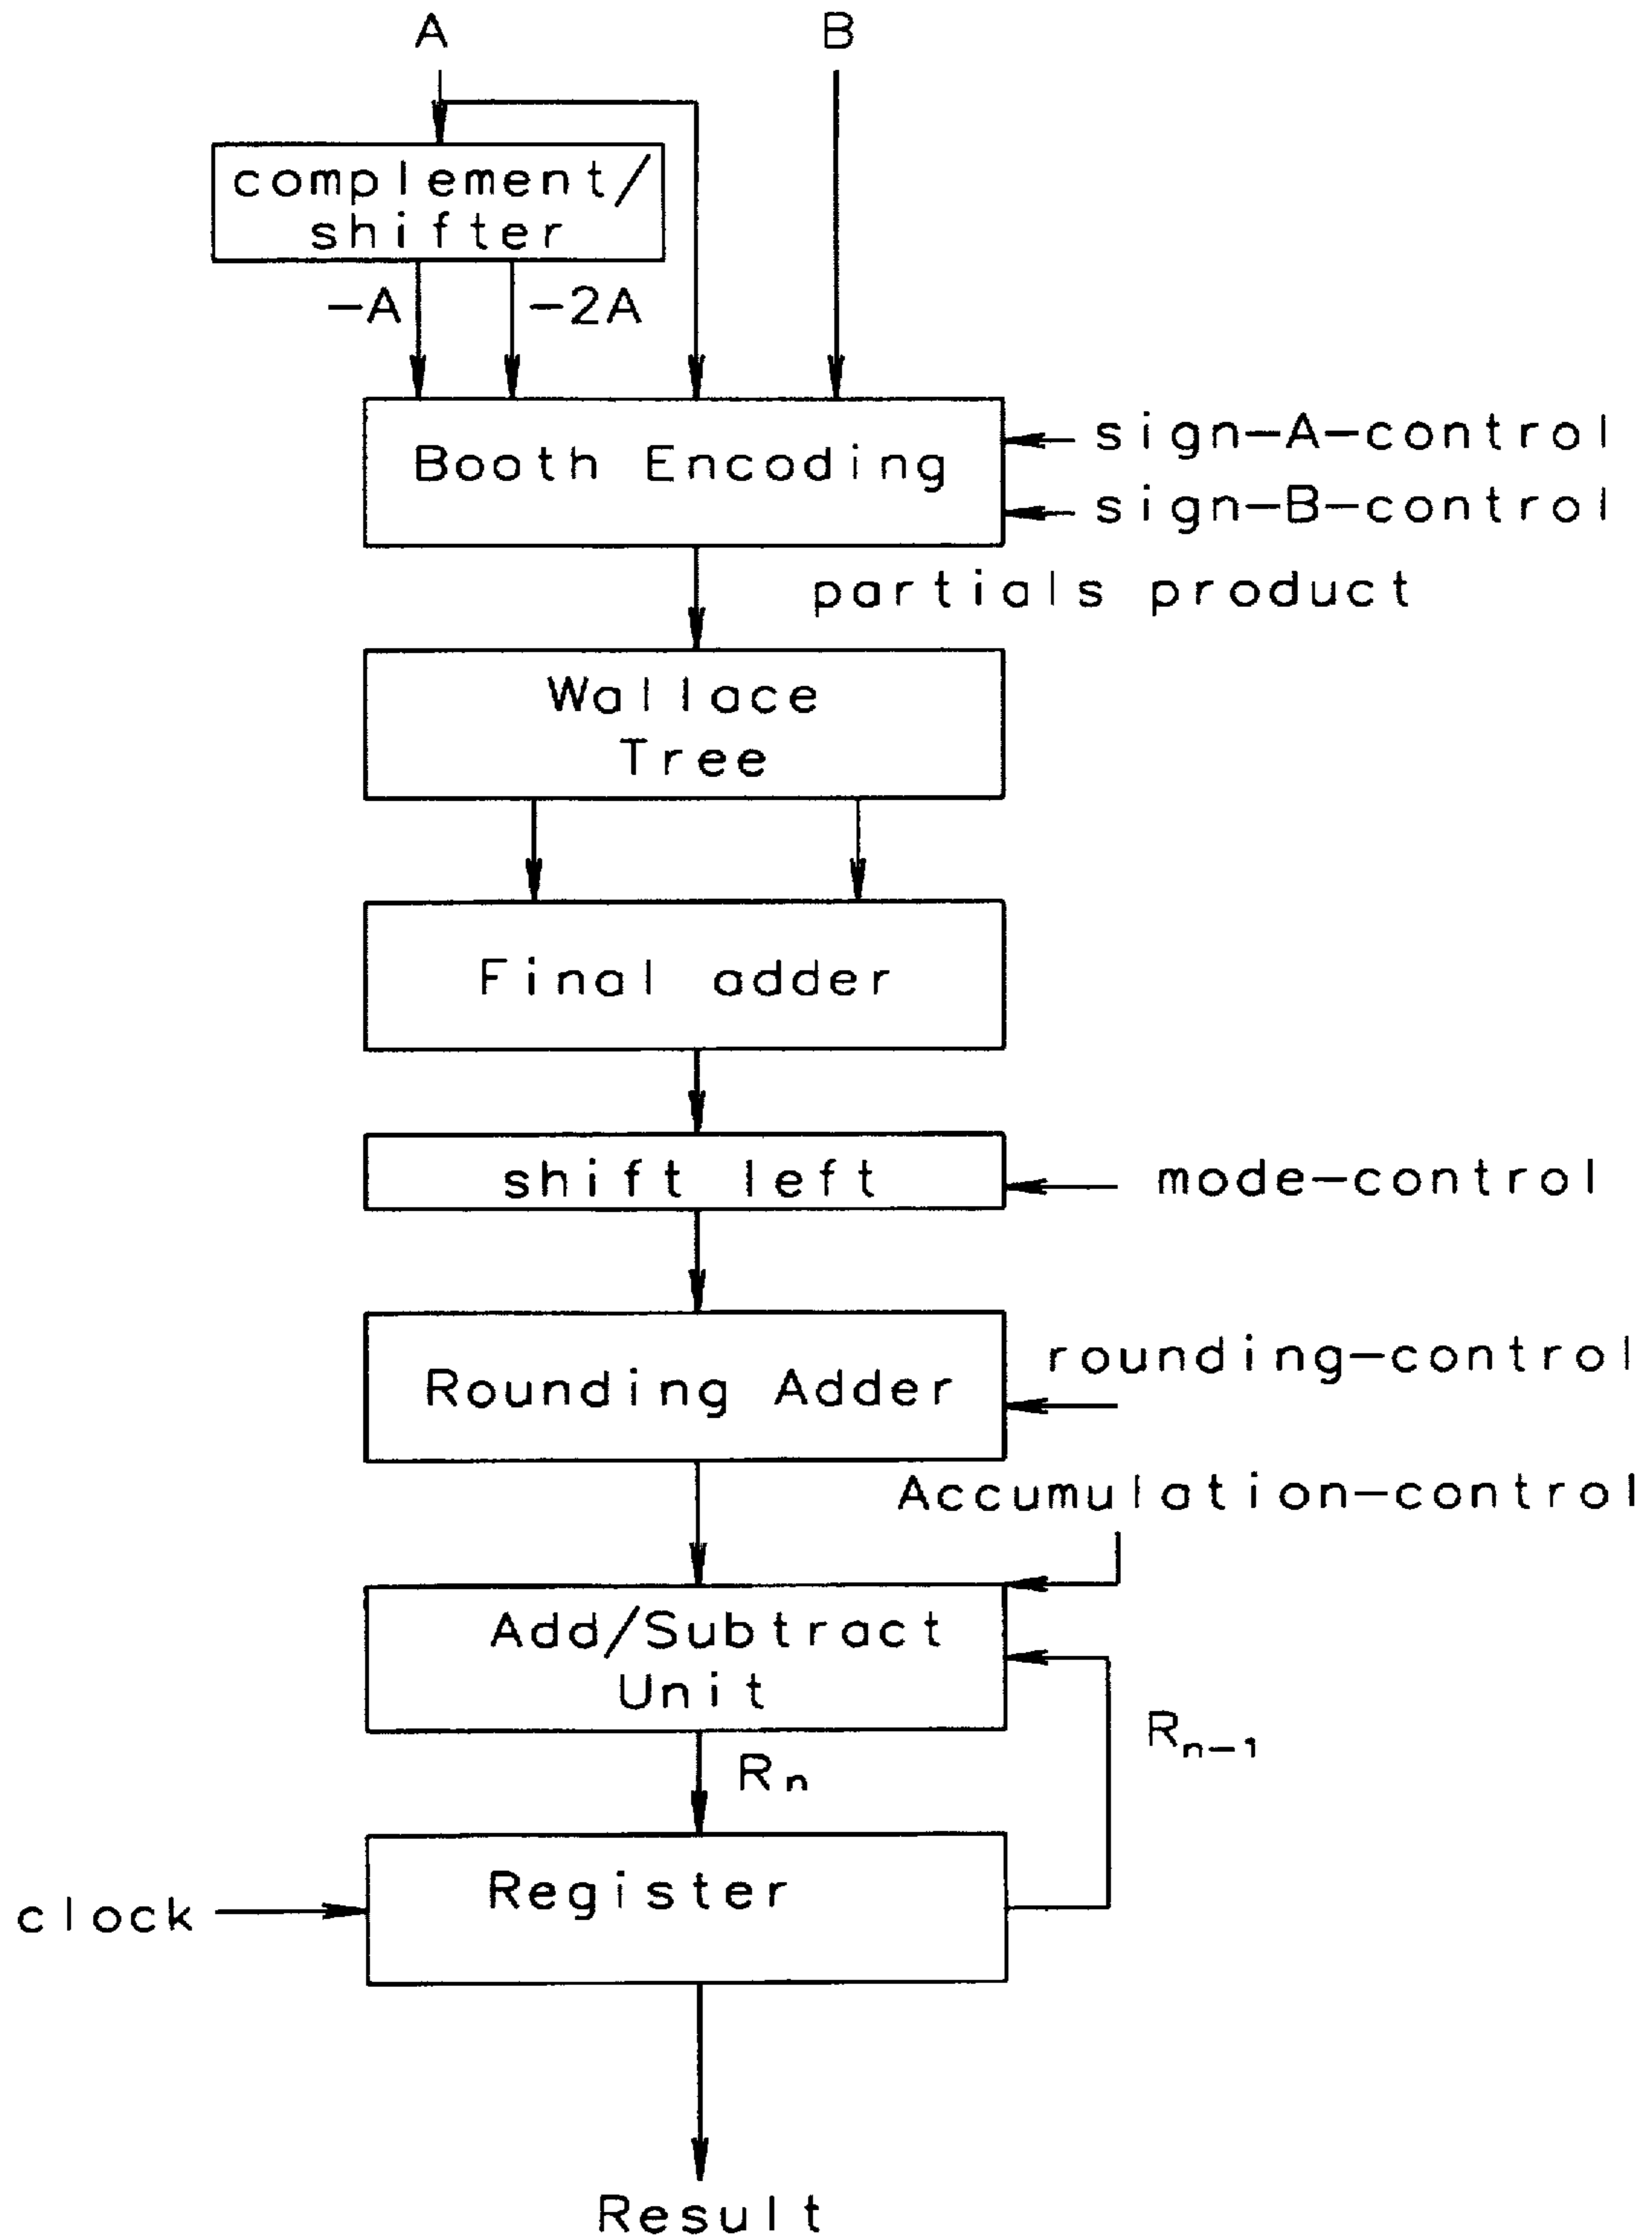 A
B
complement/
shifter
-A
-2A
Booth Encoding
sign-A-control
sign-B-control
partials product
Wallace
Tree
Final adder
shift left
mode-control
rounding-control
Rounding Adder
Accumulation-control
Add/Subtract
Unit
Rn-1
Rn
Register
clock
Result